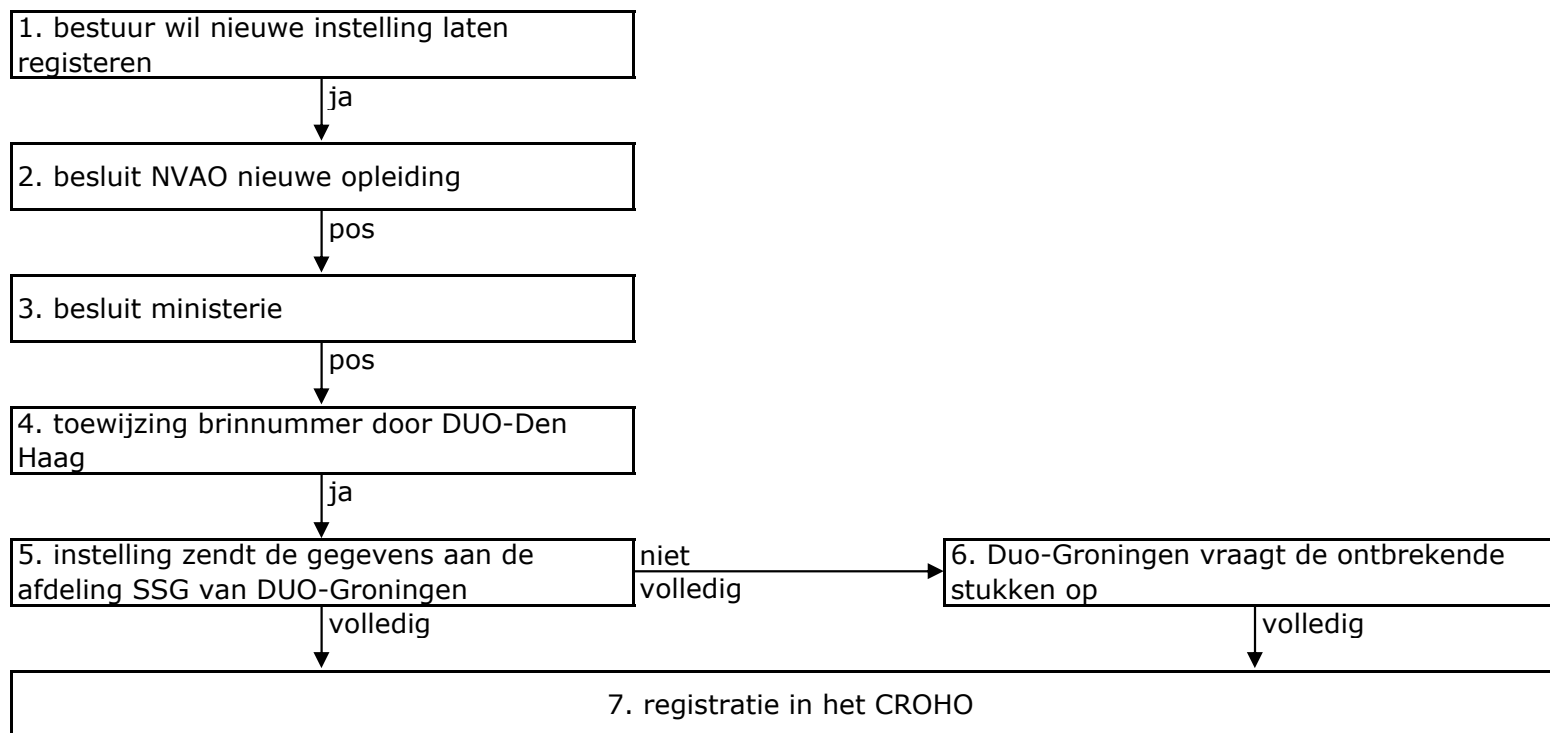 1. bestuur wil nieuwe instelling laten
registeren
ja
2. besluit NVAO nieuwe opleiding
pos
3. besluit ministerie
pos
4. toewijzing brinnummer door DUO-Den
Haag
ja
5. instelling zendt de gegevens aan de
afdeling SSG van DUO-Groningen
niet
volledig
6. Duo-Groningen vraagt de ontbrekende
stukken op
volledig
volledig
7. registratie in het CROHO